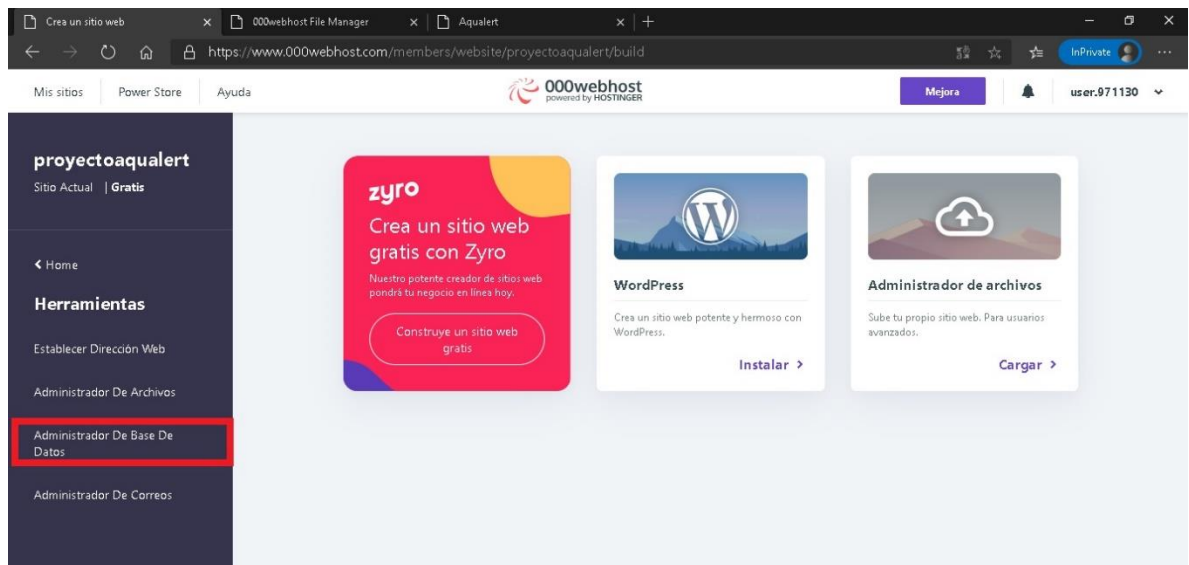 Crea un sitio web
000webhost File Manager
Aqualert
https://www.000webhost.com/members/website/proyectoaqualert/build
InPrivate
Mis sitios
Power Store
Ayuda
000webhost
powered by HOSTINGER
Mejora
user.971130
proyectoaqualert
Sitio Actual | Gratis
Home
Herramientas
Establecer Dirección Web
Administrador De Archivos
Administrador De Base De
Datos
Administrador De Correos
zyro
Crea un sitio web
gratis con Zyro
Nuestro potente creador de sitios web
pondrá tu negocio en línea hoy.
Construye un sitio web
gratis
WordPress
Crea un sitio web potente y hermoso con
WordPress.
Instalar >
Administrador de archivos
Sube tu propio sitio web. Para usuarios
avanzados.
Cargar >